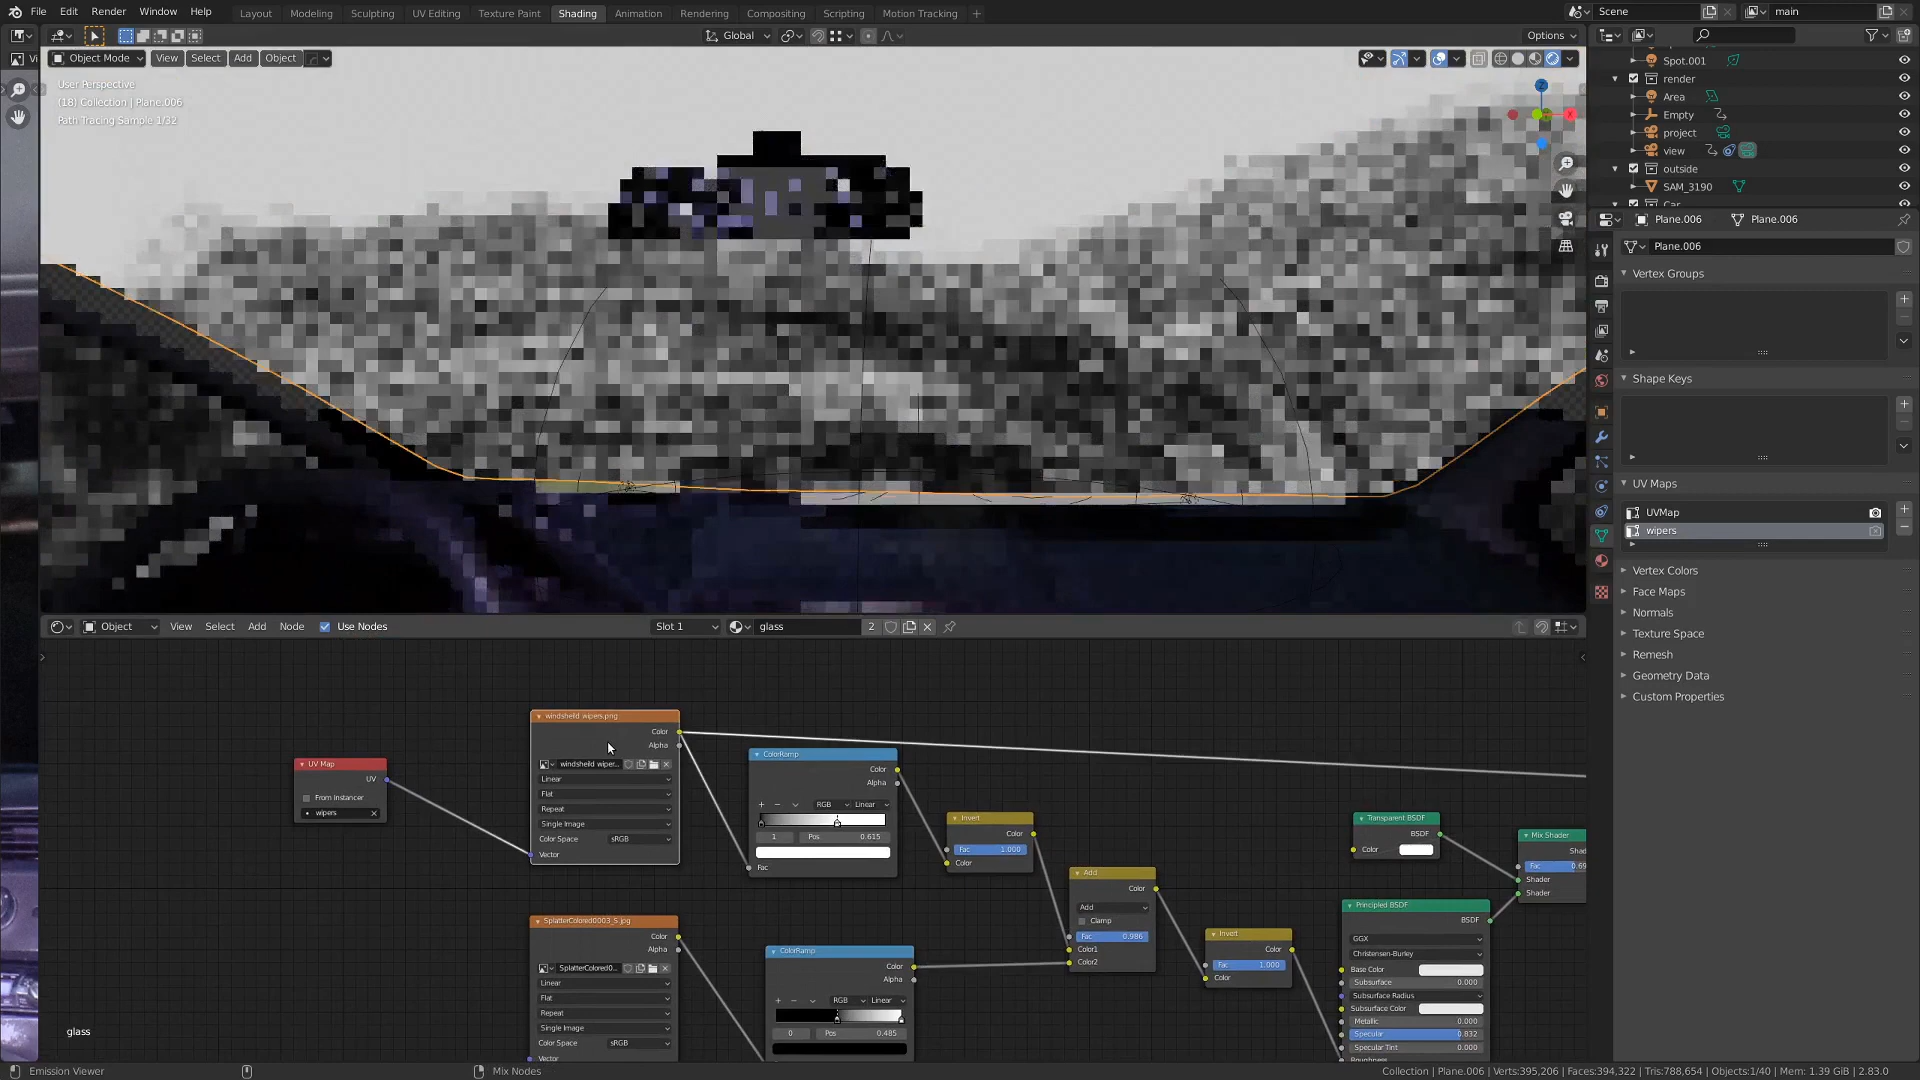 File Edit Render Window Help
Layout Modeling Sculpting UV Editing Texture Paint Shading Animation Rendering Compositing Scripting Motion Tracking +
Scene main
Global Options
Object Mode View Select Add Object
User Perspective
(18) Collection | Plane.006
Path Tracing Sample 1/32
Z
X
Spot.001
render
Area
Empty
project
view
outside
SAM_3190
Car
Plane.006 Plane.006
Plane.006
Vertex Groups
Shape Keys
UV Maps
UVMap
wipers
Vertex Colors
Face Maps
Normals
Texture Space
Remesh
Geometry Data
Custom Properties
Object View Select Add Node Use Nodes Slot 1 glass 2
UV Map
UV
From Instancer
wipers
windsheild wipers.png
Color
Alpha
windsheild wiper...
Linear
Flat
Repeat
Single Image
Color Space sRGB
Vector
ColorRamp
Color
Alpha
RGB Linear
1 Pos 0.615
Fac
Invert
Color
Fac 1.000
Color
Add
Color
Add
Clamp
Fac 0.986
Color1
Color2
Invert
Color
Fac 1.000
Color
Transparent BSDF
BSDF
Color
Mix Shader
Shad
Fac 0.69
Shader
Shader
Principled BSDF
BSDF
GGX
Christensen-Burley
Base Color
Subsurface 0.000
Subsurface Radius
Subsurface Color
Metallic 0.000
Specular 0.832
Specular Tint 0.000
Roughness
SplatterColored0003_S.jpg
Color
Alpha
SplatterColored0...
Linear
Flat
Repeat
Single Image
Color Space sRGB
Vector
ColorRamp
Color
Alpha
RGB Linear
0 Pos 0.485
glass
Emission Viewer Mix Nodes Collection | Plane.006 | Verts:395,206 | Faces:394,322 | Tris:788,654 | Objects:1/40 | Mem: 1.39 GiB | 2.83.0